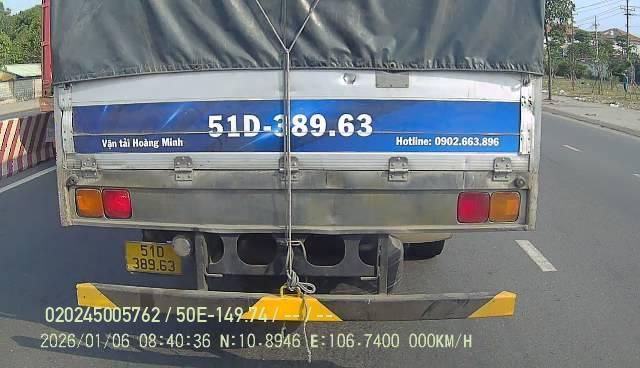 51D-389.63
Vận tải Hoàng Minh
Hotline: 0902.663.896
51D
389.63
020245005762 / 50E-149.74 / -- / --
2026/01/06 08:40:36 N:10.8946 E:106.7400 000KM/H